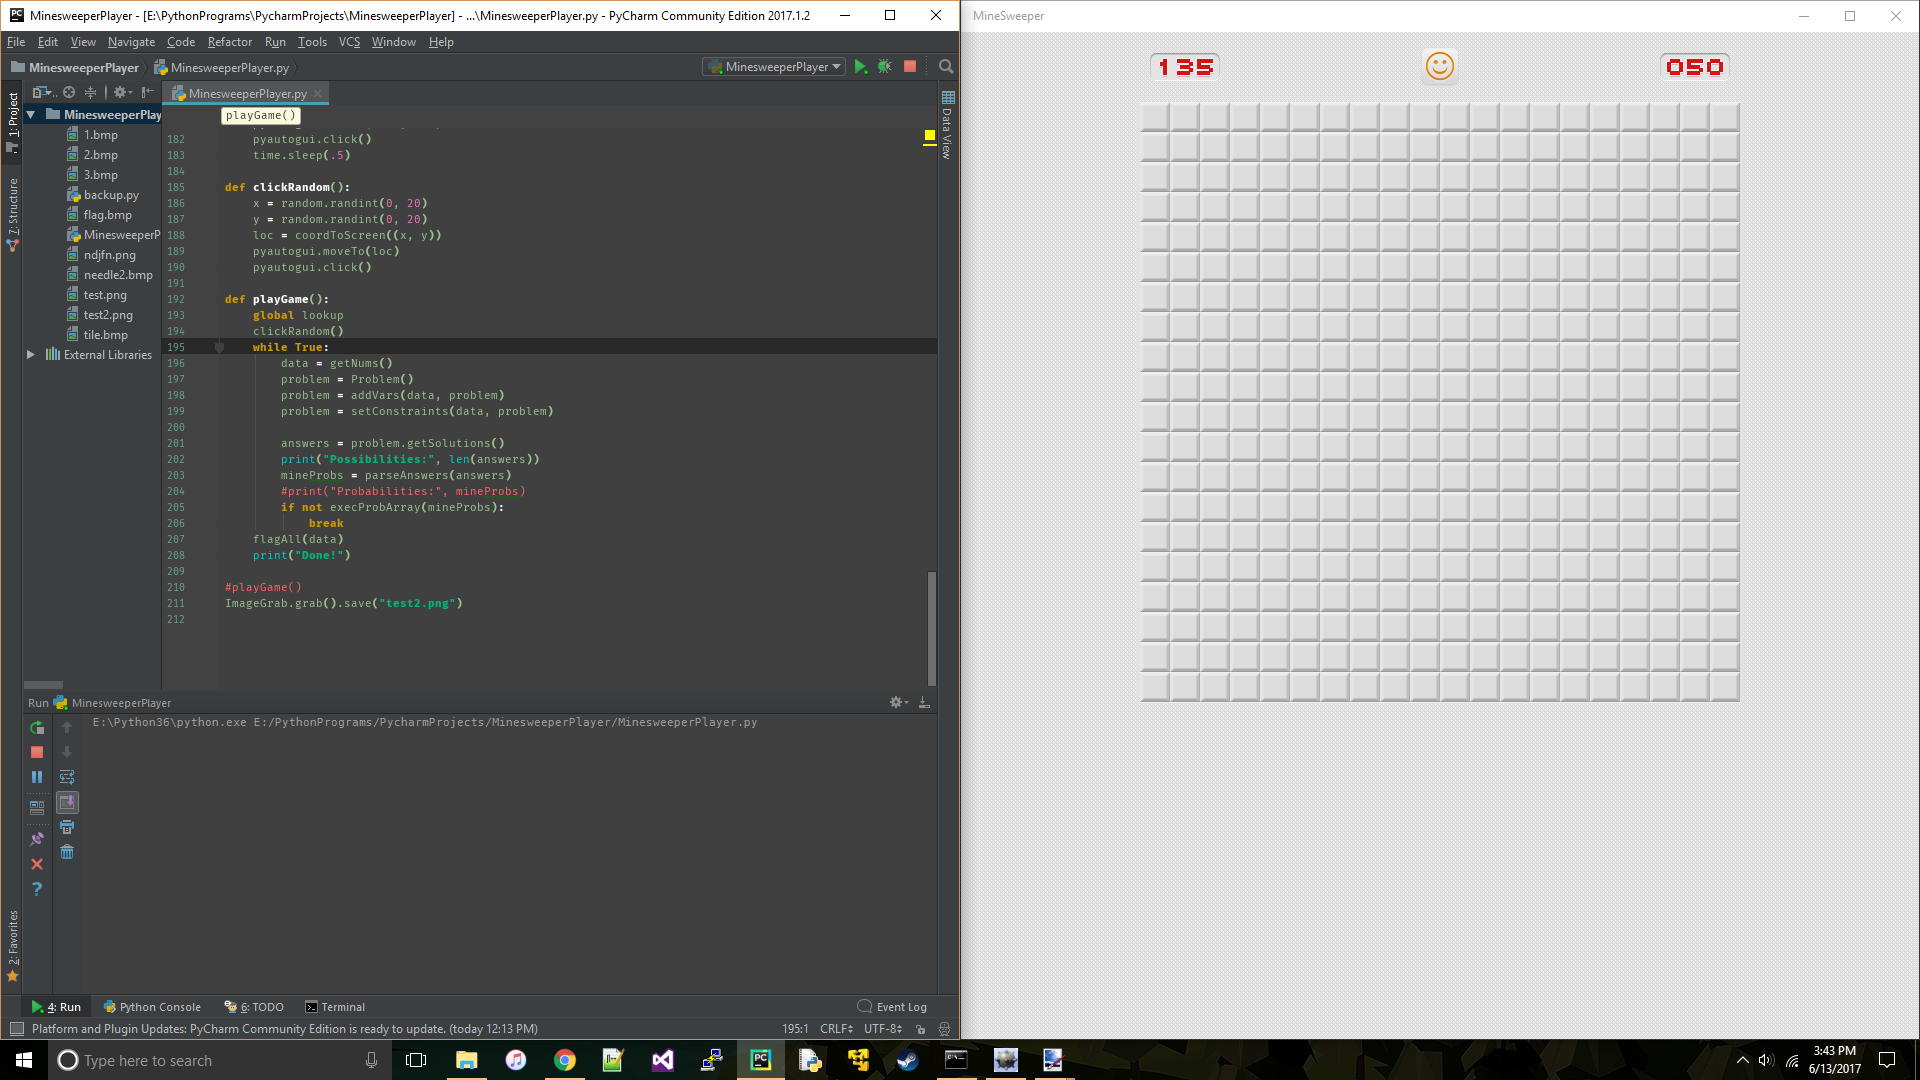 MinesweeperPlayer - [E:\PythonPrograms\PycharmProjects\MinesweeperPlayer] - ...\MinesweeperPlayer.py - PyCharm Community Edition 2017.1.2
File Edit View Navigate Code Refactor Run Tools VCS Window Help
MinesweeperPlayer MinesweeperPlayer.py MinesweeperPlayer
MinesweeperPlayer.py
1: Project
7: Structure
2: Favorites
Data View
MinesweeperPlay
1.bmp
2.bmp
3.bmp
backup.py
flag.bmp
MinesweeperP
ndjfn.png
needle2.bmp
test.png
test2.png
tile.bmp
External Libraries
playGame()
182 pyautogui.click()
183 time.sleep(.5)
184
185 def clickRandom():
186 x = random.randint(0, 20)
187 y = random.randint(0, 20)
188 loc = coordToScreen((x, y))
189 pyautogui.moveTo(loc)
190 pyautogui.click()
191
192 def playGame():
193 global lookup
194 clickRandom()
195 while True:
196 data = getNums()
197 problem = Problem()
198 problem = addVars(data, problem)
199 problem = setConstraints(data, problem)
200
201 answers = problem.getSolutions()
202 print("Possibilities:", len(answers))
203 mineProbs = parseAnswers(answers)
204 #print("Probabilities:", mineProbs)
205 if not execProbArray(mineProbs):
206 break
207 flagAll(data)
208 print("Done!")
209
210 #playGame()
211 ImageGrab.grab().save("test2.png")
212
Run MinesweeperPlayer
E:\Python36\python.exe E:/PythonPrograms/PycharmProjects/MinesweeperPlayer/MinesweeperPlayer.py
4: Run Python Console 6: TODO Terminal Event Log
Platform and Plugin Updates: PyCharm Community Edition is ready to update. (today 12:13 PM) 195:1 CRLF UTF-8
MineSweeper
135 050
Type here to search
3:43 PM
6/13/2017